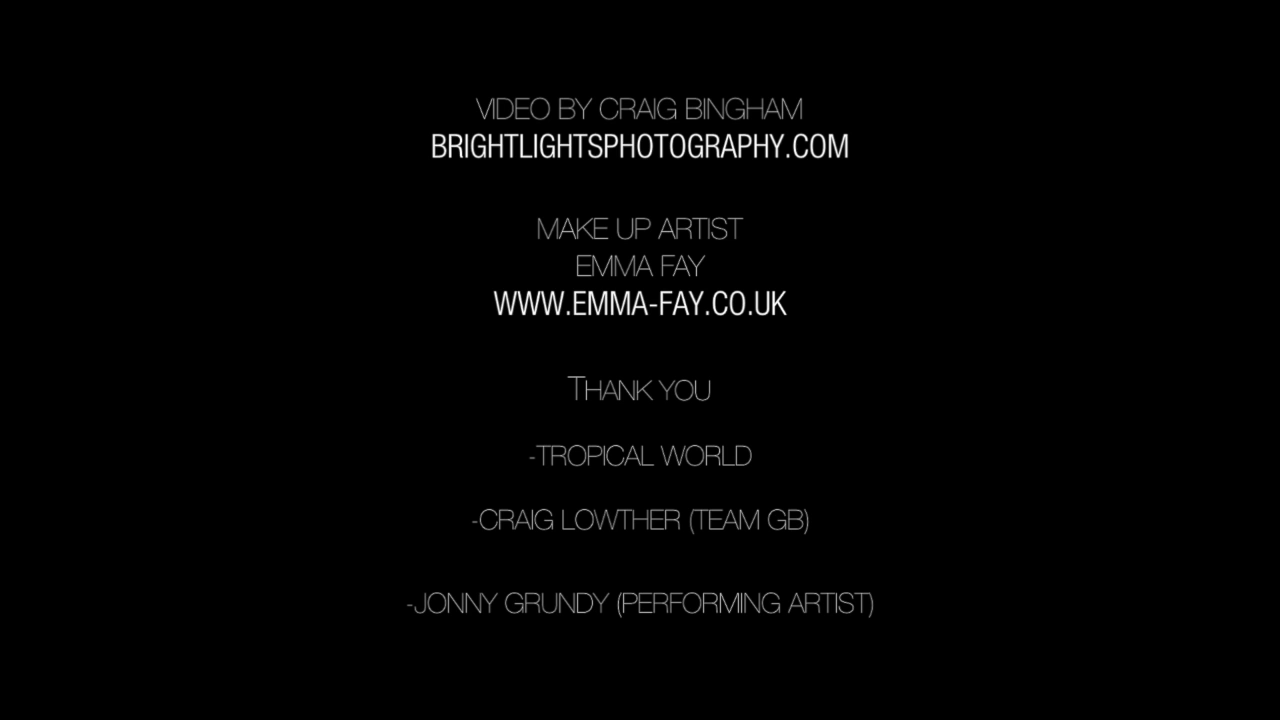 VIDEO BY CRAIG BINGHAM
BRIGHTLIGHTSPHOTOGRAPHY.COM
MAKE UP ARTIST
EMMA FAY
WWW.EMMA-FAY.CO.UK
THANK YOU
-TROPICAL WORLD
-CRAIG LOWTHER (TEAM GB)
-JONNY GRUNDY (PERFORMING ARTIST)